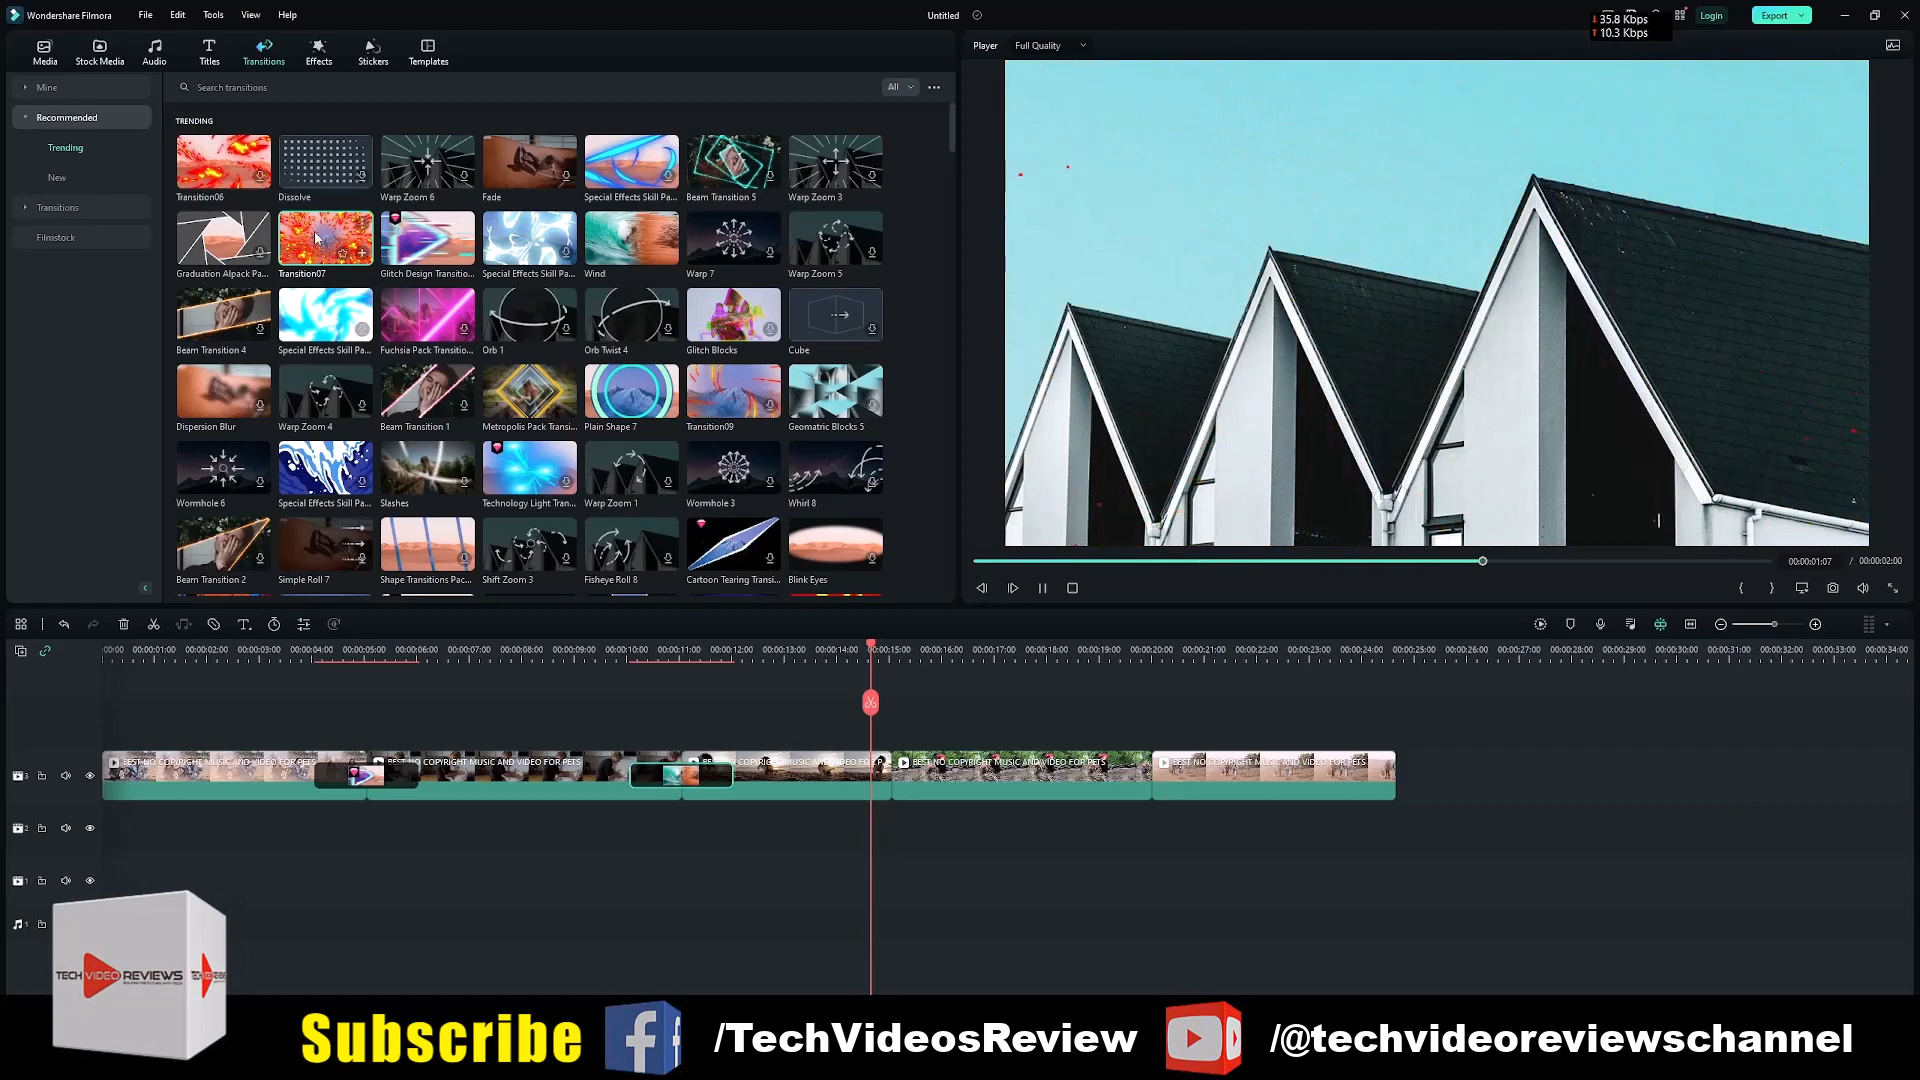 Wondershare Filmora
File
Edit
Tools
View
Help
Untitled
35.8 Kbps
10.3 Kbps
Login
Export
Media
Stock Media
Audio
Titles
Transitions
Effects
Stickers
Templates
Player
Full Quality
Mine
Recommended
Trending
New
Transitions
Filmstock
Search transitions
All
TRENDING
Transition06
Dissolve
Warp Zoom 6
Fade
Special Effects Skill Pa...
Beam Transition 5
Warp Zoom 3
Graduation Alpack Pa...
Transition07
Glitch Design Transitio...
Special Effects Skill Pa...
Wind
Warp 7
Warp Zoom 5
Beam Transition 4
Special Effects Skill Pa...
Fuchsia Pack Transitio...
Orb 1
Orb Twist 4
Glitch Blocks
Cube
Dispersion Blur
Warp Zoom 4
Beam Transition 1
Metropolis Pack Transi...
Plain Shape 7
Transition09
Geomatric Blocks 5
Wormhole 6
Special Effects Skill Pa...
Slashes
Technology Light Tran...
Warp Zoom 1
Wormhole 3
Whirl 8
Beam Transition 2
Simple Roll 7
Shape Transitions Pac...
Shift Zoom 3
Fisheye Roll 8
Cartoon Tearing Transi...
Blink Eyes
00:00:01:07 / 00:00:02:00
:00:00 00:00:01:00 00:00:02:00 00:00:03:00 00:00:04:00 00:00:05:00 00:00:06:00 00:00:07:00 00:00:08:00 00:00:09:00 00:00:10:00 00:00:11:00 00:00:12:00 00:00:13:00 00:00:14:00 00:00:15:00 00:00:16:00 00:00:17:00 00:00:18:00 00:00:19:00 00:00:20:00 00:00:21:00 00:00:22:00 00:00:23:00 00:00:24:00 00:00:25:00 00:00:26:00 00:00:27:00 00:00:28:00 00:00:29:00 00:00:30:00 00:00:31:00 00:00:32:00 00:00:33:00 00:00:34:00
BEST NO COPYRIGHT MUSIC AND VIDEO FOR PETS
BEST NO COPYRIGHT MUSIC AND VIDEO FOR PETS
BEST NO COPYRIGHT MUSIC AND VIDEO FOR P
BEST NO COPYRIGHT MUSIC AND VIDEO FOR PETS
BEST NO COPYRIGHT MUSIC AND VIDEO FOR PETS
3
2
1
1
TECH VIDEO REVIEWS
Subscribe
/TechVideosReview
/@techvideoreviewschannel